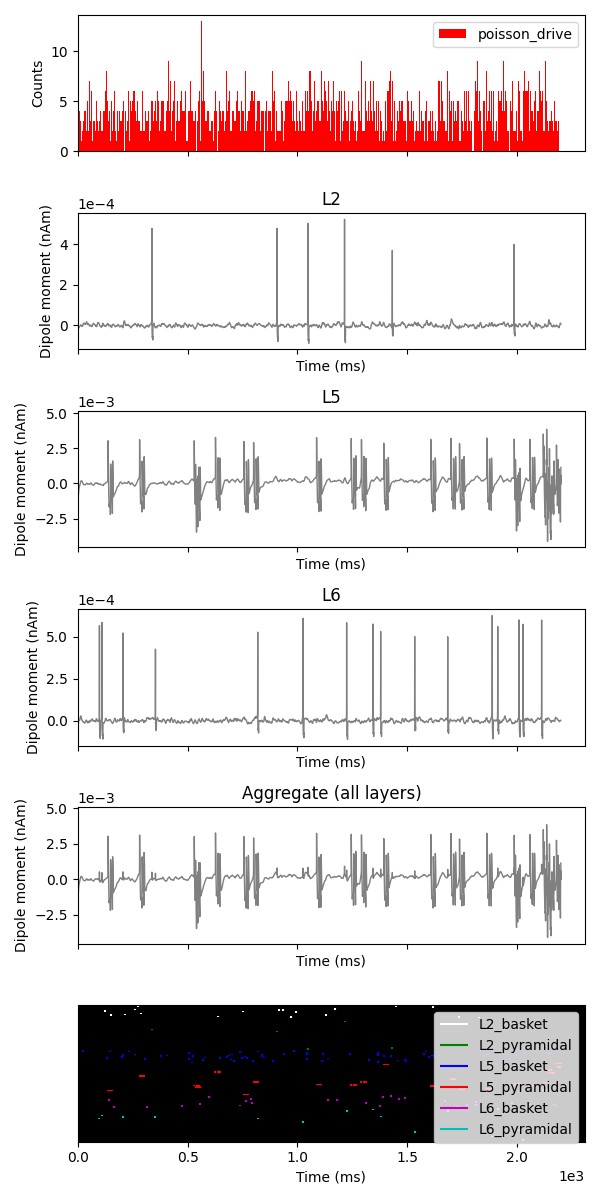 10
5
0
Counts
poisson_drive
L2
1e−4
4
2
0
Dipole moment (nAm)
Time (ms)
L5
1e−3
5.0
2.5
0.0
−2.5
Dipole moment (nAm)
Time (ms)
L6
1e−4
5.0
2.5
0.0
Dipole moment (nAm)
Time (ms)
Aggregate (all layers)
1e−3
5.0
2.5
0.0
−2.5
Dipole moment (nAm)
Time (ms)
L2_basket
L2_pyramidal
L5_basket
L5_pyramidal
L6_basket
L6_pyramidal
0.0 0.5 1.0 1.5 2.0
1e3
Time (ms)